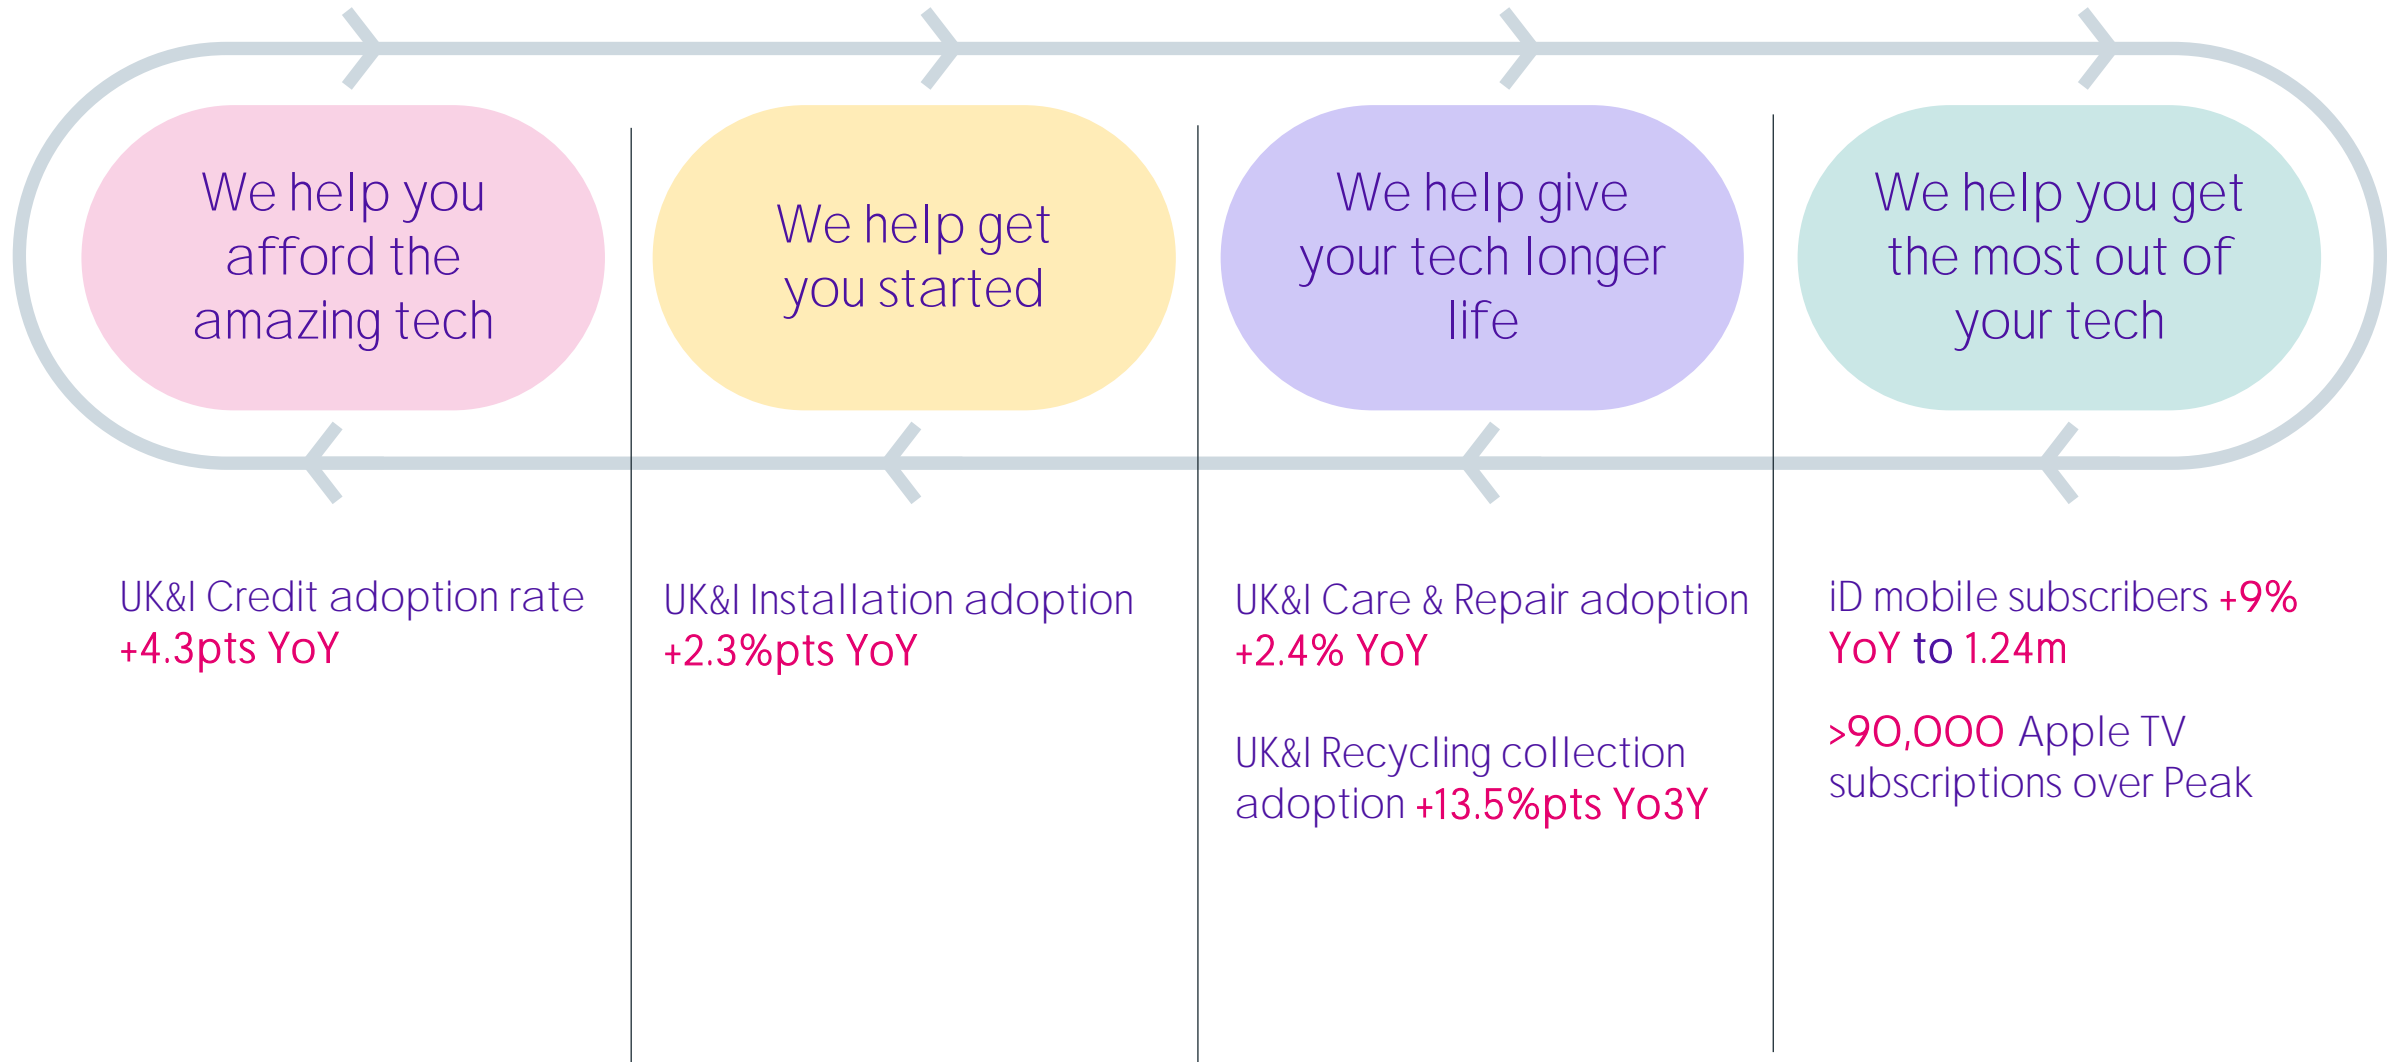 We help you
afford the
amazing tech
We help get
you started
We help give
your tech longer
life
We help you get
the most out of
your tech
UK&I Credit adoption rate
+4.3pts YoY
UK&I Installation adoption
+2.3%pts YoY
UK&I Care & Repair adoption
+2.4% YoY
UK&I Recycling collection
adoption +13.5%pts Yo3Y
iD mobile subscribers +9%
YoY to 1.24m
>90,000 Apple TV
subscriptions over Peak